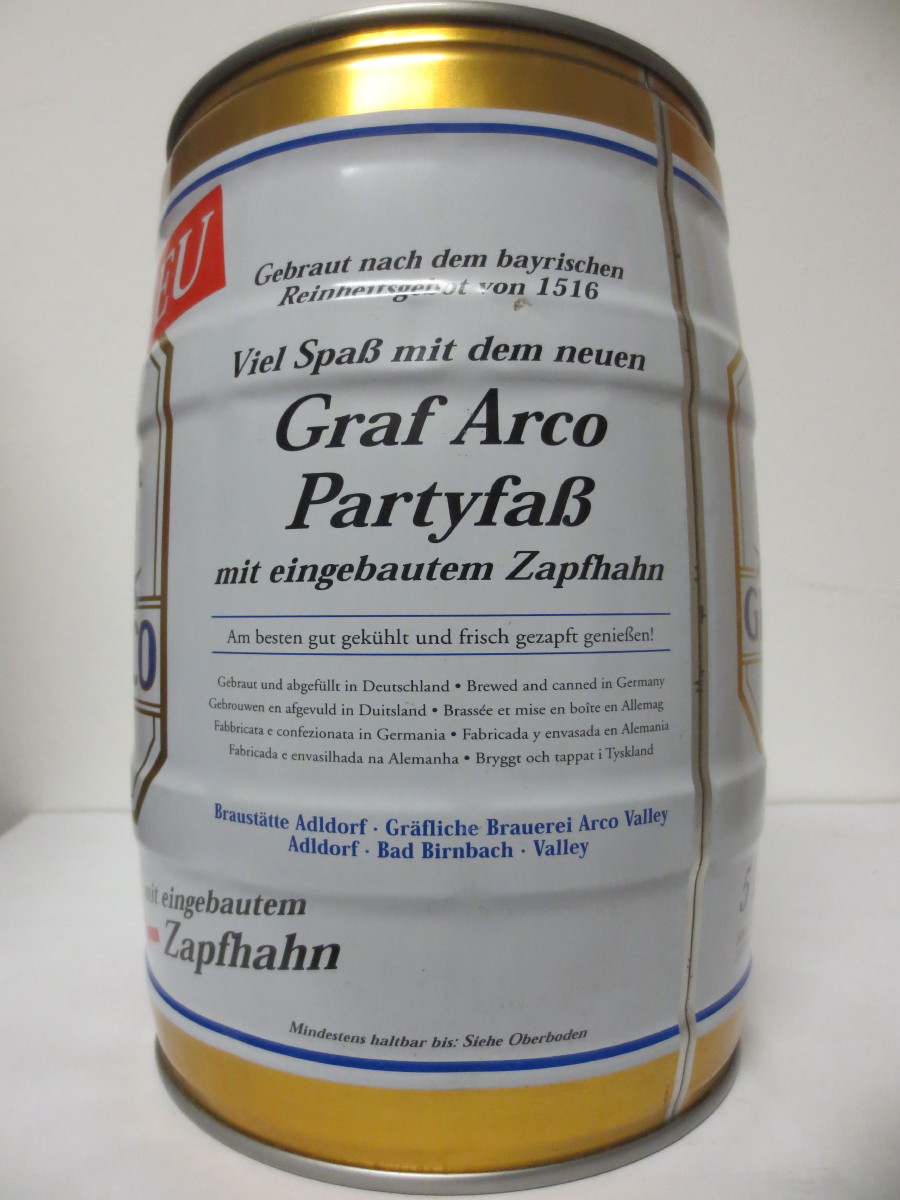 EU
Gebraut nach dem bayrischen
Reinheitsgebot von 1516
Viel Spaß mit dem neuen
Graf Arco
Partyfaß
mit eingebautem Zapfhahn
Am besten gut gekühlt und frisch gezapft genießen!
Gebraut und abgefüllt in Deutschland • Brewed and canned in Germany
Gebrouwen en afgevuld in Duitsland • Brassée et mise en boîte en Allemag
Fabbricata e confezionata in Germania • Fabricada y envasada en Alemania
Fabricada e envasilhada na Alemanha • Bryggt och tappat i Tyskland
CO
G
Braustätte Adldorf · Gräfliche Brauerei Arco Valley
Adldorf · Bad Birnbach · Valley
5
mit eingebautem
Zapfhahn
Mindestens haltbar bis: Siehe Oberboden